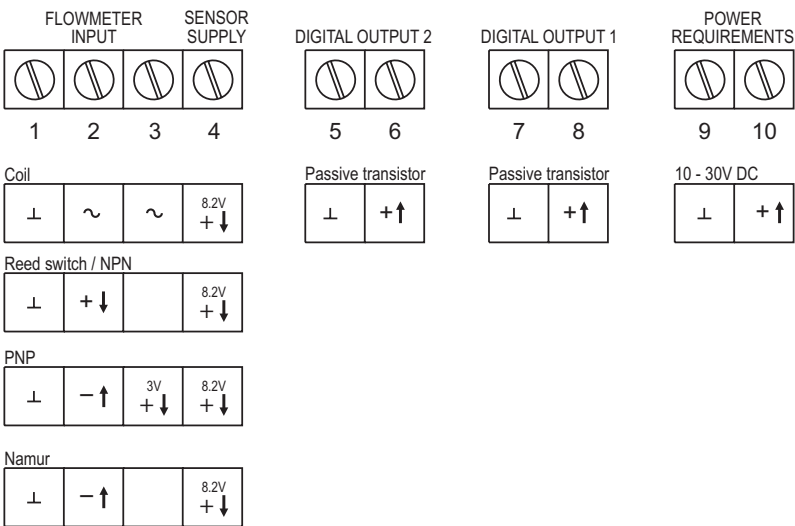 FLOWMETER
INPUT
SENSOR
SUPPLY
DIGITAL OUTPUT 2
DIGITAL OUTPUT 1
POWER
REQUIREMENTS
1 2 3 4 5 6 7 8 9 10
Coil
⊥ ~ ~ 8.2V + ↓
Passive transistor
⊥ + ↑
Passive transistor
⊥ + ↑
10 - 30V DC
⊥ + ↑
Reed switch / NPN
⊥ + ↓ 8.2V + ↓
PNP
⊥ − ↑ 3V + ↓ 8.2V + ↓
Namur
⊥ − ↑ 8.2V + ↓